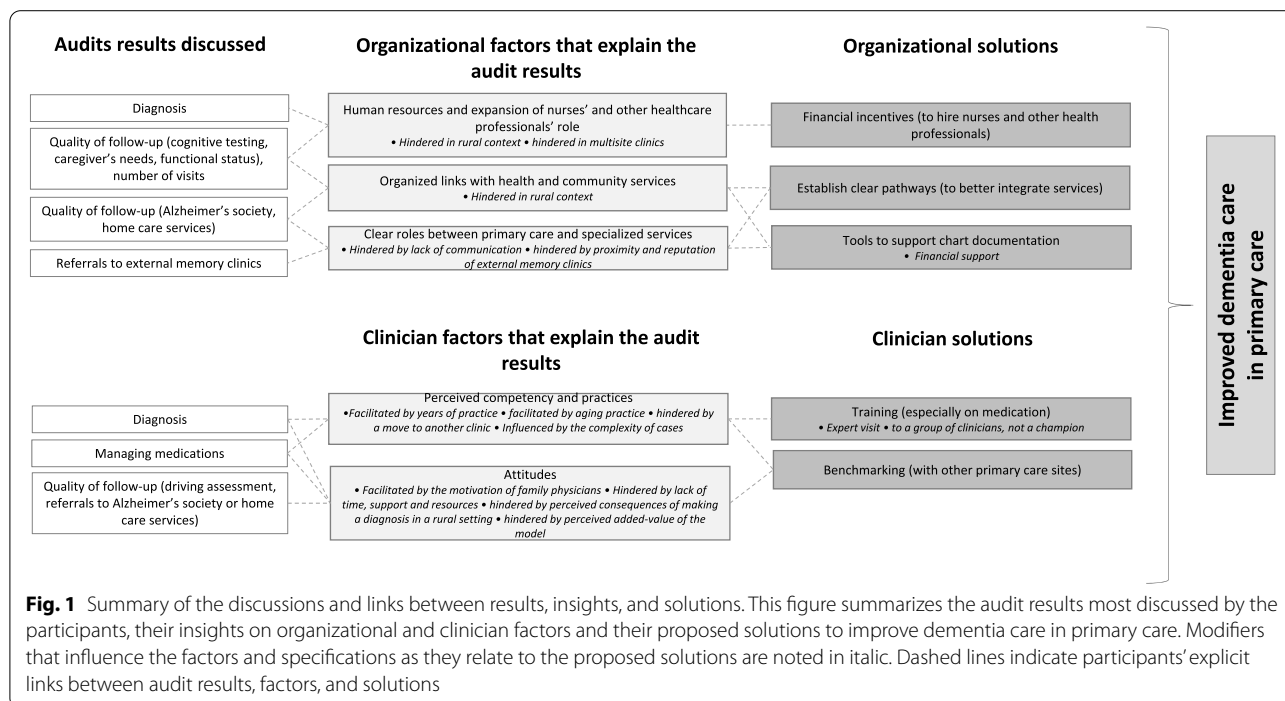 Audits results discussed
Organizational factors that explain the
audit results
Organizational solutions
Diagnosis
Quality of follow-up (cognitive testing,
caregiver's needs, functional status),
number of visits
Quality of follow-up (Alzheimer's society,
home care services)
Referrals to external memory clinics
Human resources and expansion of nurses' and other healthcare
professionals' role
• Hindered in rural context • hindered in multisite clinics
Organized links with health and community services
• Hindered in rural context
Clear roles between primary care and specialized services
• Hindered by lack of communication • hindered by proximity and reputation
of external memory clinics
Financial incentives (to hire nurses and other health
professionals)
Establish clear pathways (to better integrate services)
Tools to support chart documentation
• Financial support
Clinician factors that explain the audit
results
Clinician solutions
Diagnosis
Managing medications
Quality of follow-up (driving assessment,
referrals to Alzheimer's society or home
care services)
Perceived competency and practices
•Facilitated by years of practice • facilitated by aging practice • hindered by
a move to another clinic • Influenced by the complexity of cases
Attitudes
• Facilitated by the motivation of family physicians • Hindered by lack of
time, support and resources • hindered by perceived consequences of making
a diagnosis in a rural setting • hindered by perceived added-value of the
model
Training (especially on medication)
• Expert visit • to a group of clinicians, not a champion
Benchmarking (with other primary care sites)
Improved dementia care
in primary care
Fig. 1 Summary of the discussions and links between results, insights, and solutions. This figure summarizes the audit results most discussed by the
participants, their insights on organizational and clinician factors and their proposed solutions to improve dementia care in primary care. Modifiers
that influence the factors and specifications as they relate to the proposed solutions are noted in italic. Dashed lines indicate participants' explicit
links between audit results, factors, and solutions